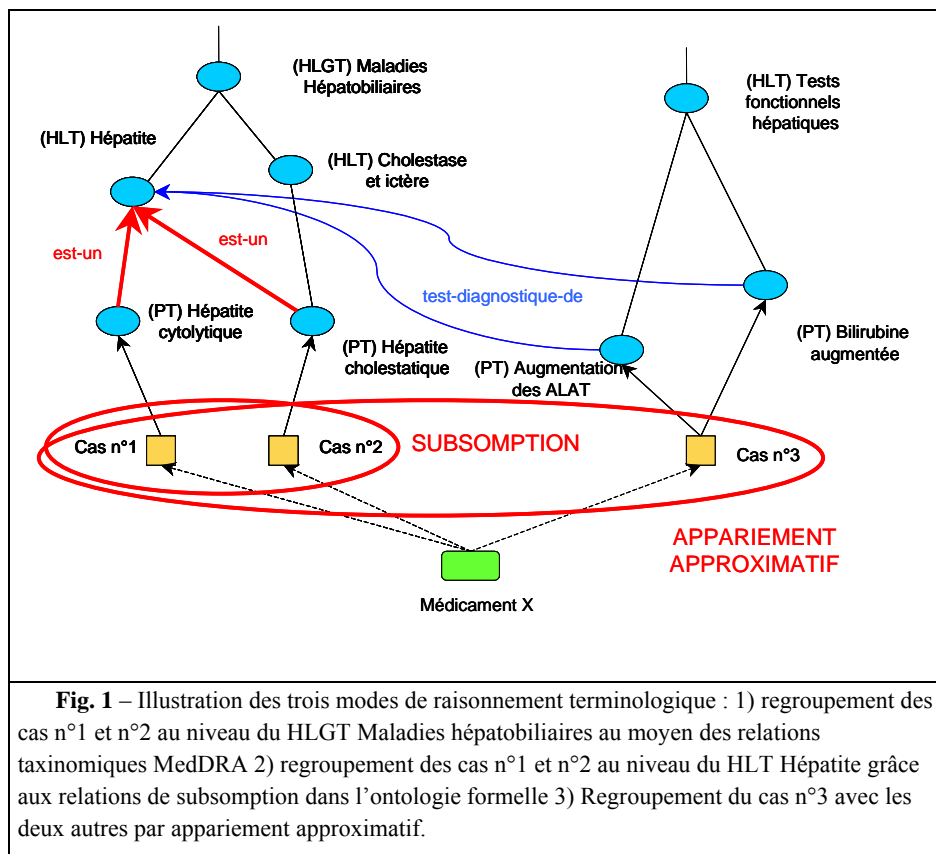 (HLGT) Maladies
Hépatobiliaires
(HLT) Tests
fonctionnels
hépatiques
(HLT) Hépatite
(HLT) Cholestase
et ictère
est-un
est-un
test-diagnostique-de
(PT) Hépatite
cytolytique
(PT) Hépatite
cholestatique
(PT) Augmentation
des ALAT
(PT) Bilirubine
augmentée
Cas n°1
Cas n°2
SUBSOMPTION
Cas n°3
APPARIEMENT
APPROXIMATIF
Médicament X
Fig. 1 – Illustration des trois modes de raisonnement terminologique : 1) regroupement des
cas n°1 et n°2 au niveau du HLGT Maladies hépatobiliaires au moyen des relations
taxinomiques MedDRA 2) regroupement des cas n°1 et n°2 au niveau du HLT Hépatite grâce
aux relations de subsomption dans l'ontologie formelle 3) Regroupement du cas n°3 avec les
deux autres par appariement approximatif.